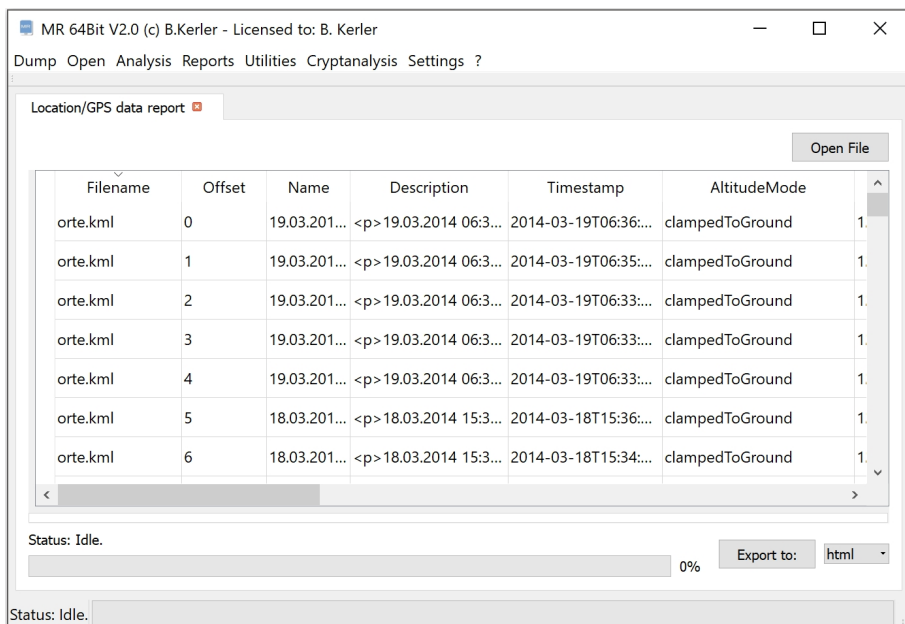 MR 64Bit V2.0 (c) B.Kerler - Licensed to: B. Kerler
Dump Open Analysis Reports Utilities Cryptanalysis Settings ?
Location/GPS data report
Open File
Filename Offset Name Description Timestamp AltitudeMode
orte.kml 0 19.03.201... <p>19.03.2014 06:3... 2014-03-19T06:36:... clampedToGround 1.
orte.kml 1 19.03.201... <p>19.03.2014 06:3... 2014-03-19T06:35:... clampedToGround 1.
orte.kml 2 19.03.201... <p>19.03.2014 06:3... 2014-03-19T06:33:... clampedToGround 1.
orte.kml 3 19.03.201... <p>19.03.2014 06:3... 2014-03-19T06:33:... clampedToGround 1.
orte.kml 4 19.03.201... <p>19.03.2014 06:3... 2014-03-19T06:33:... clampedToGround 1.
orte.kml 5 18.03.201... <p>18.03.2014 15:3... 2014-03-18T15:36:... clampedToGround 1.
orte.kml 6 18.03.201... <p>18.03.2014 15:3... 2014-03-18T15:34:... clampedToGround 1.
Status: Idle.
0% Export to: html
Status: Idle.